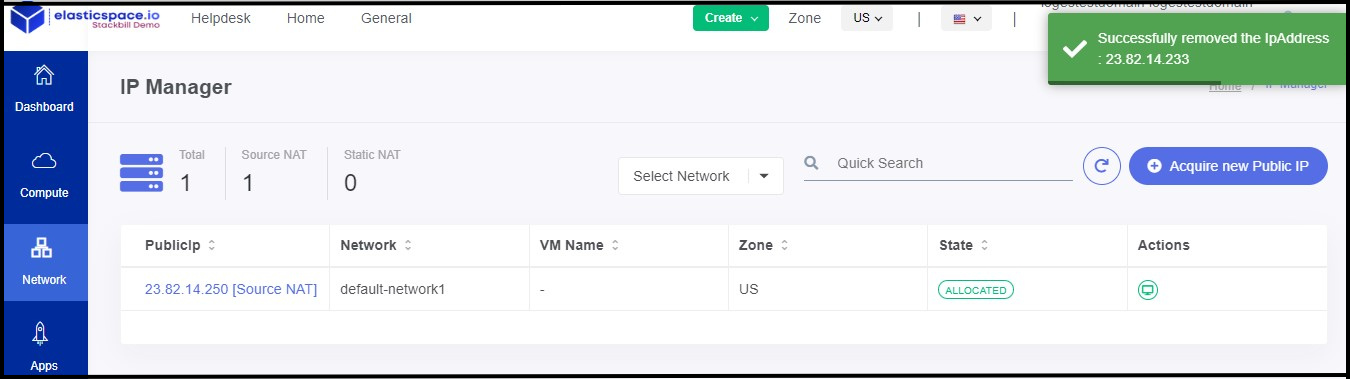 elasticspace.io
Stackbill Demo
Helpdesk
Home
General
Create
Zone
US
Successfully removed the IpAddress
: 23.82.14.233
Dashboard
Compute
Network
Apps
IP Manager
Home / IP Manager
Total
1
Source NAT
1
Static NAT
0
Select Network
Quick Search
Acquire new Public IP
PublicIp
Network
VM Name
Zone
State
Actions
23.82.14.250 [Source NAT]
default-network1
-
US
ALLOCATED